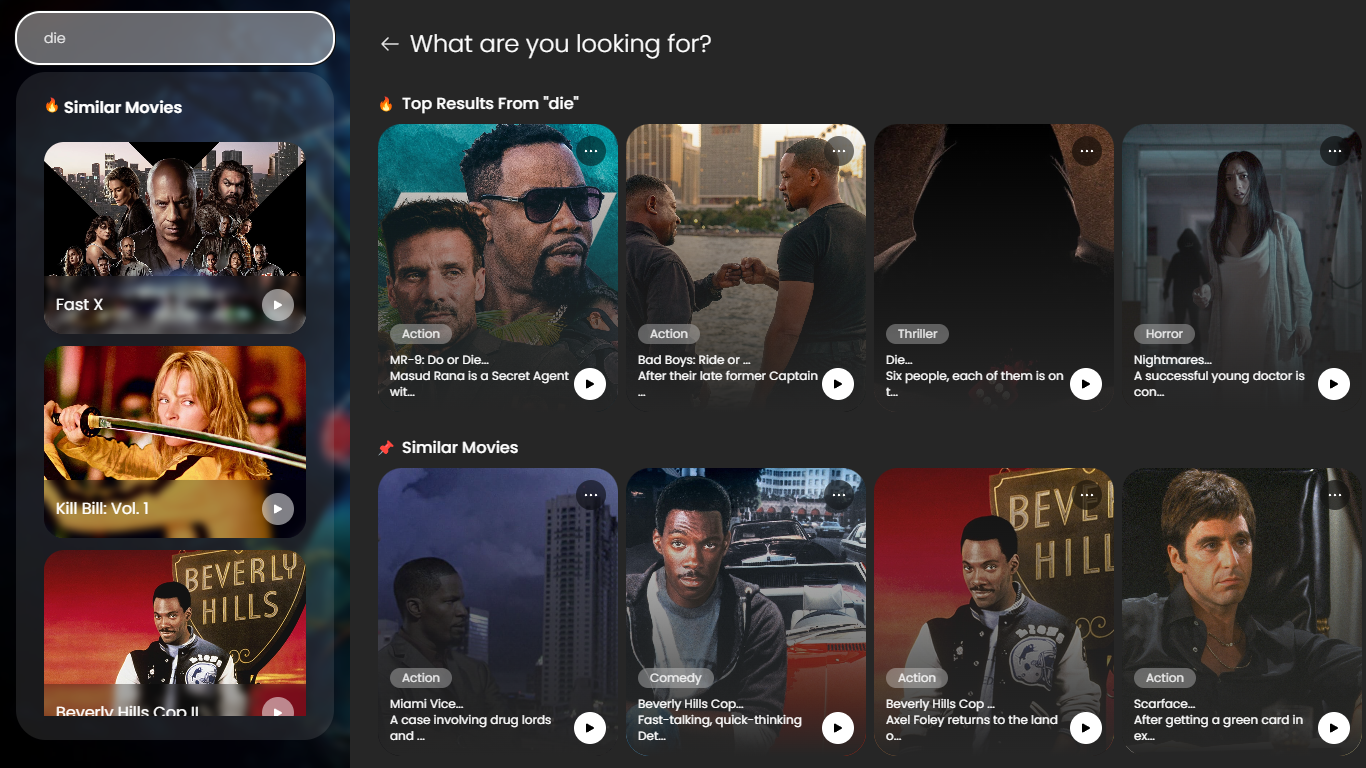 die
Similar Movies
Fast X
Kill Bill: Vol. 1
BEVERLY
HILLS
Beverly Hills Cop II
What are you looking for?
Top Results From "die"
Action
MR-9: Do or Die...
Masud Rana is a Secret Agent
wit...
Action
Bad Boys: Ride or ...
After their late former Captain
...
Thriller
Die...
Six people, each of them is on
t...
Horror
Nightmares...
A successful young doctor is
con...
Similar Movies
Action
Miami Vice...
A case involving drug lords
and ...
Comedy
Beverly Hills Cop...
Fast-talking, quick-thinking
Det...
BEVE
HILL
Action
Beverly Hills Cop ...
Axel Foley returns to the land
o...
Action
Scarface...
After getting a green card in
ex...